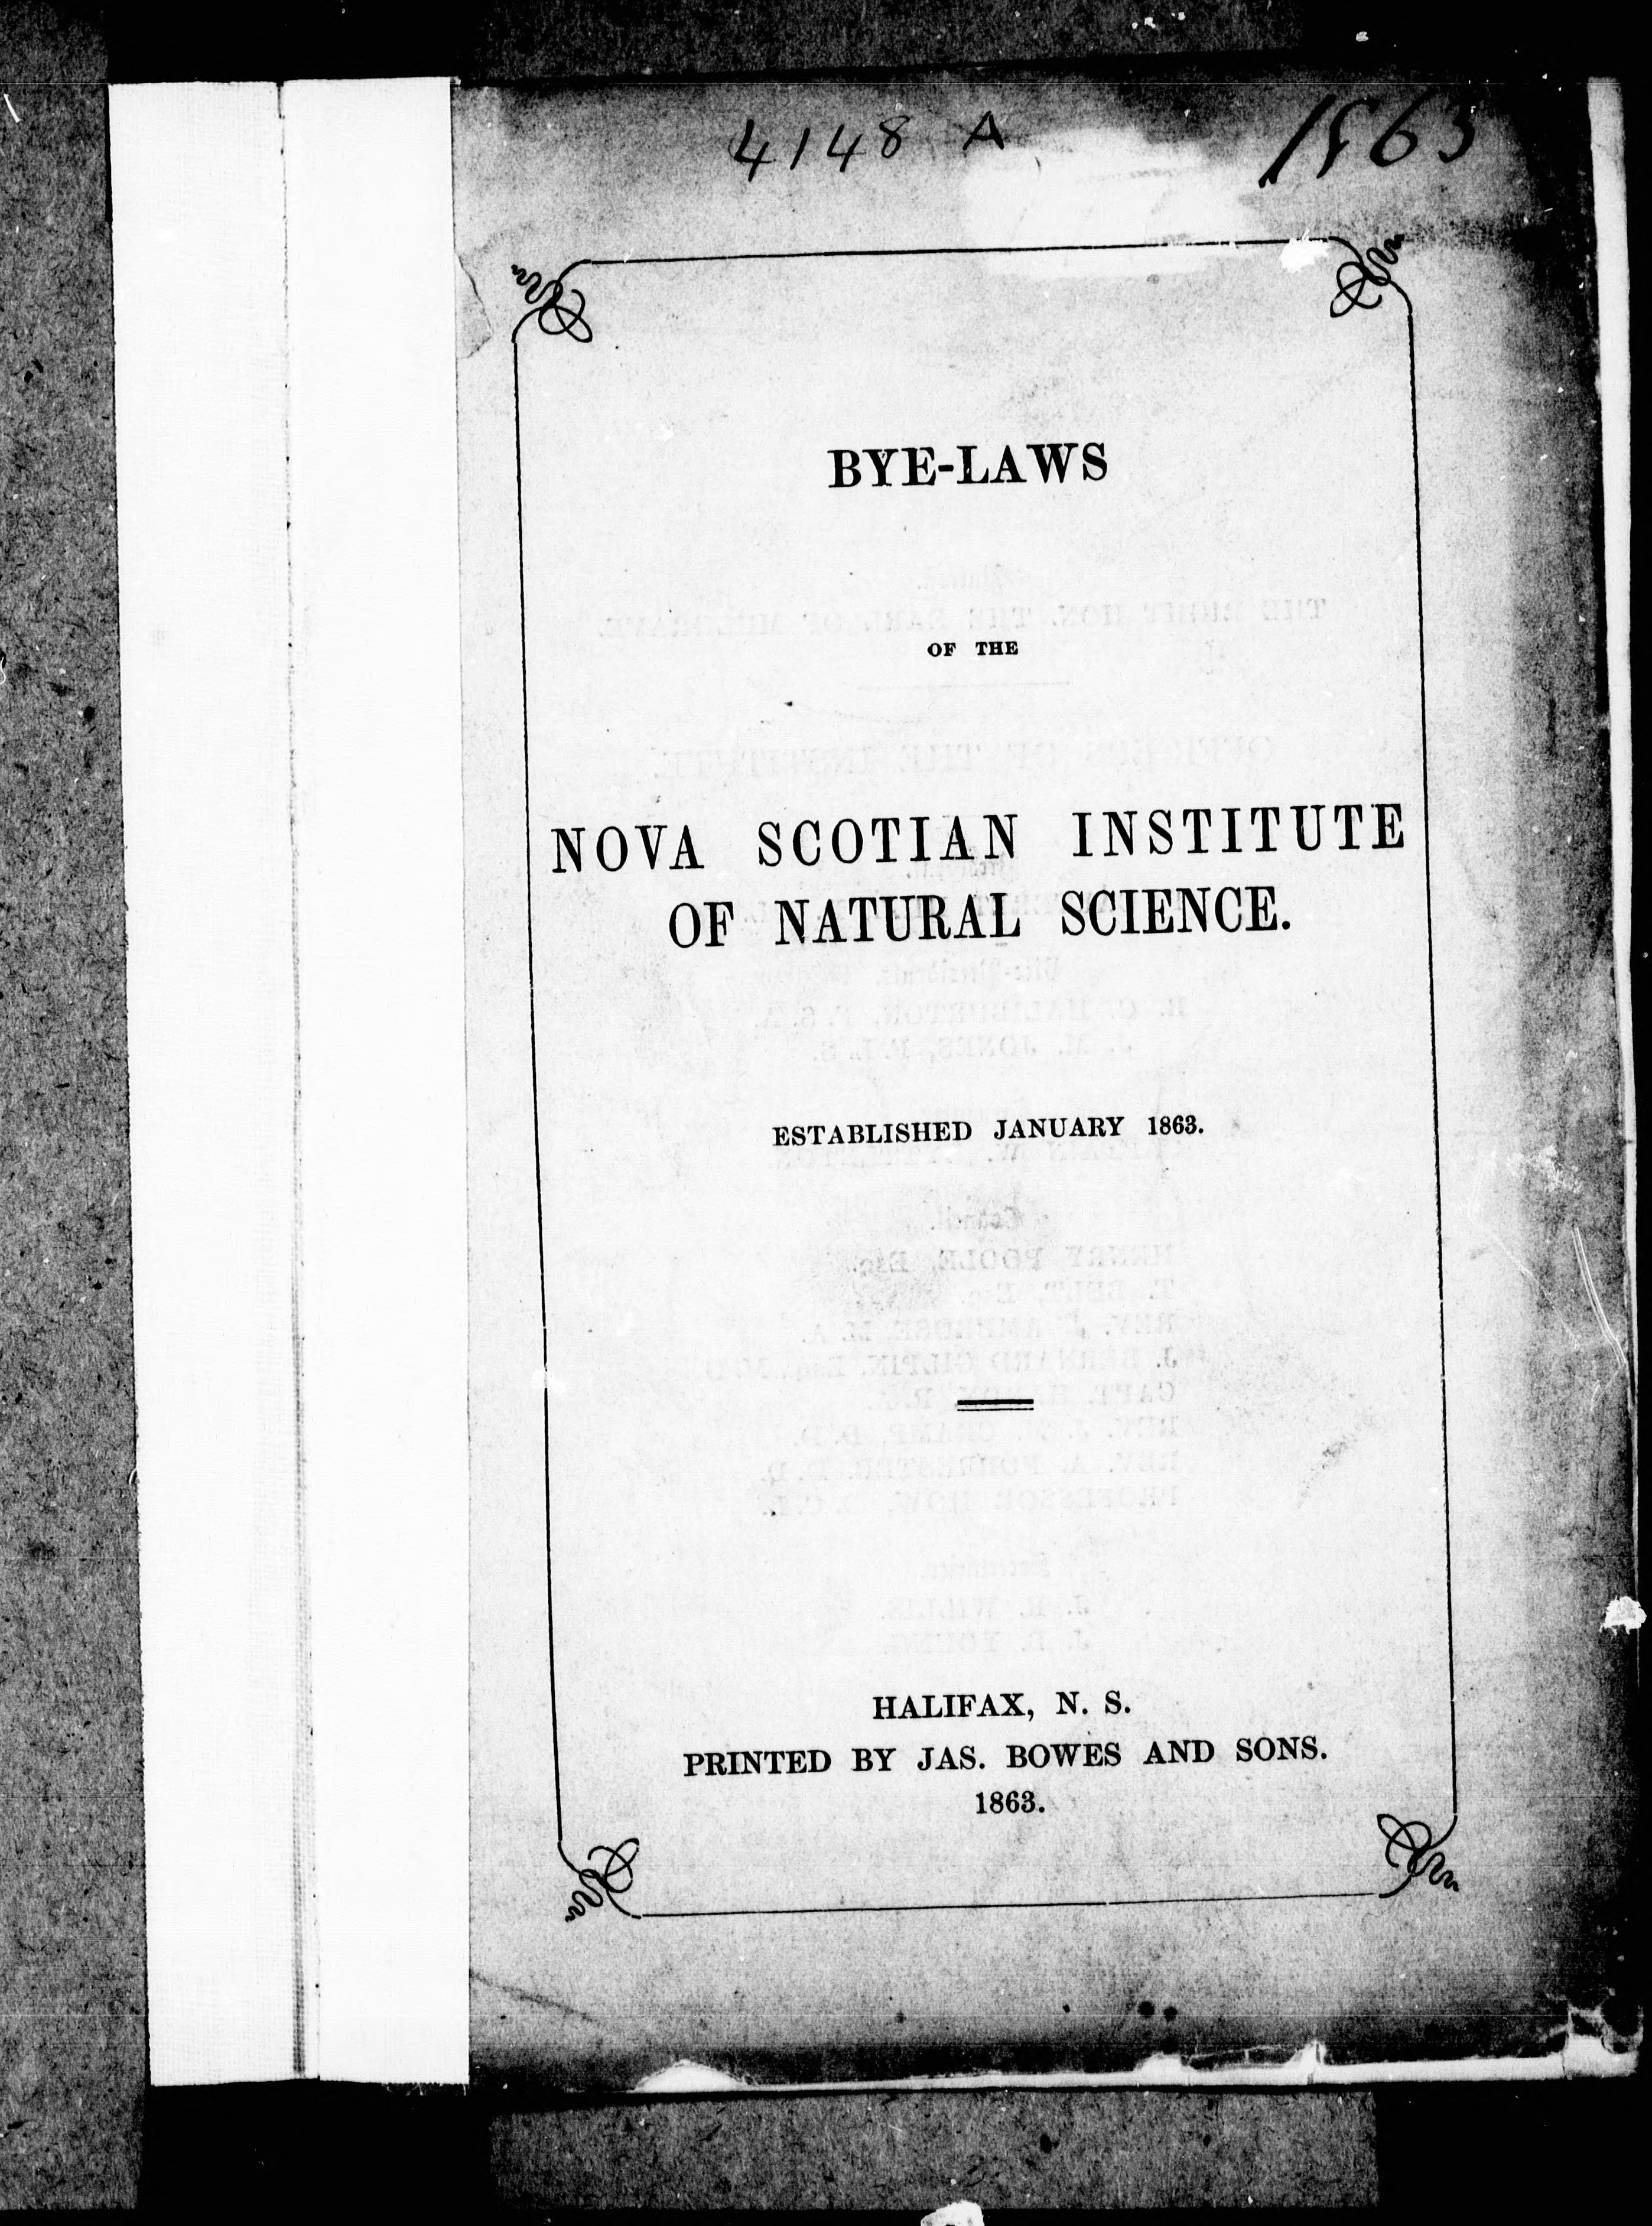 4148 A 1863
BYE-LAWS
OF THE
NOVA SCOTIAN INSTITUTE
OF NATURAL SCIENCE.
ESTABLISHED JANUARY 1863.
HALIFAX, N. S.
PRINTED BY JAS. BOWES AND SONS.
1863.